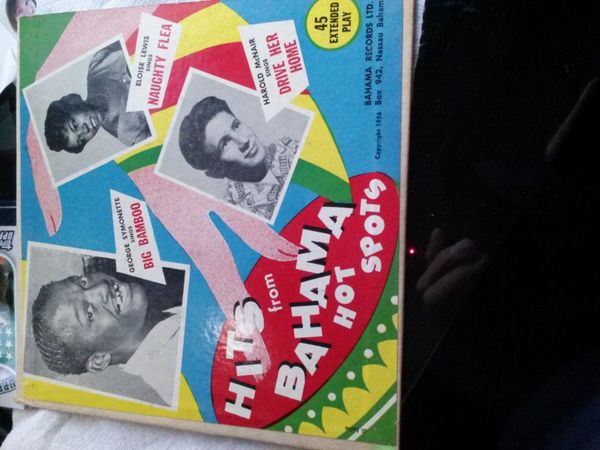 ELOISE LEWIS
SINGS
NAUGHTY FLEA
HAROLD McNAIR
SINGS
DRIVE HER
HOME
45
EXTENDED
PLAY
BAHAMA RECORDS LTD.
Box 942, Nassau Baham
Copyright 1956
GEORGE SYMONETTE
SINGS
BIG BAMBOO
HITS
from
BAHAMA
HOT SPOTS